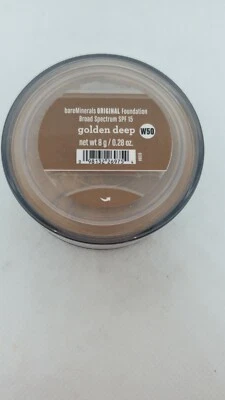 bareMinerals ORIGINAL Foundation
Broad Spectrum SPF 15
golden deep W50
net wt 8 g / 0.28 oz.